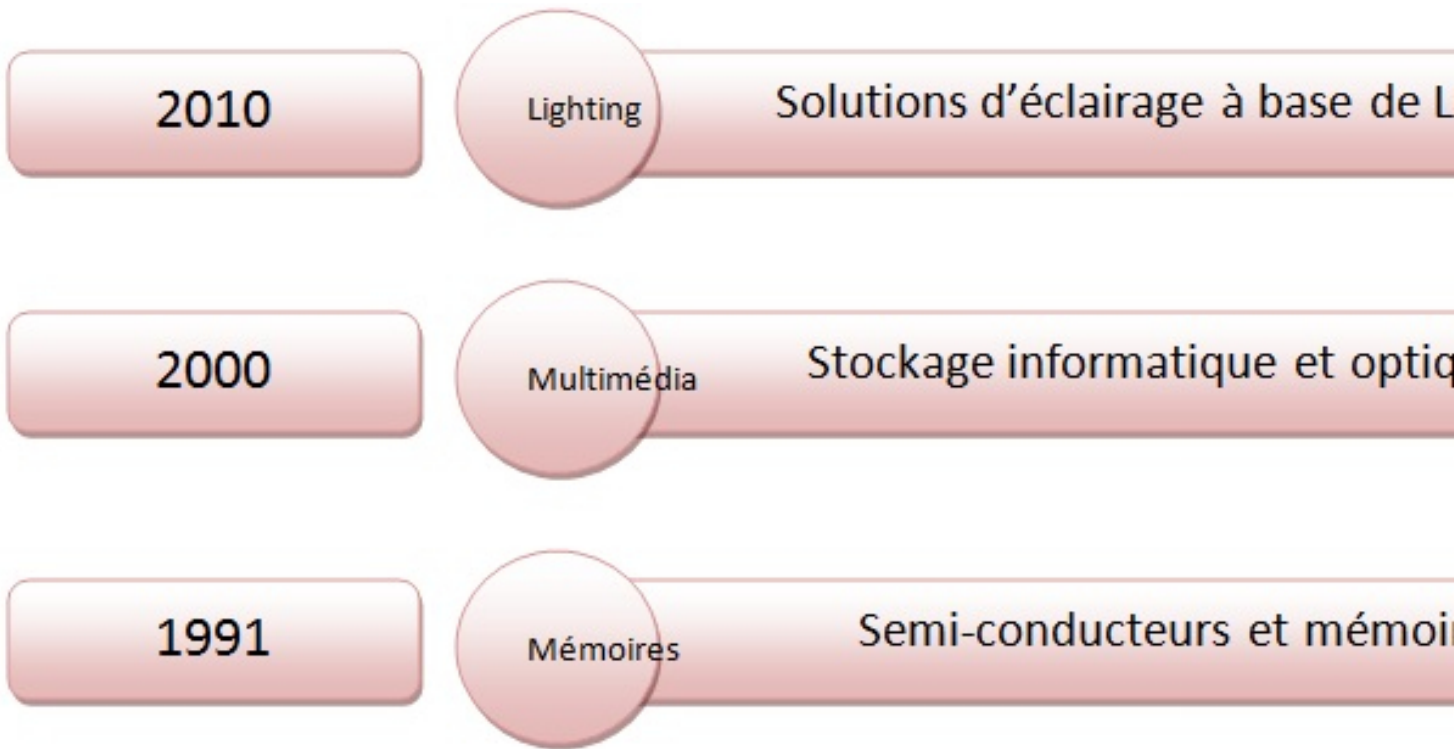 2010
Lighting
Solutions d'éclairage à base de
2000
Multimédia
Stockage informatique et
1991
Mémoires
Semi-conducteurs et